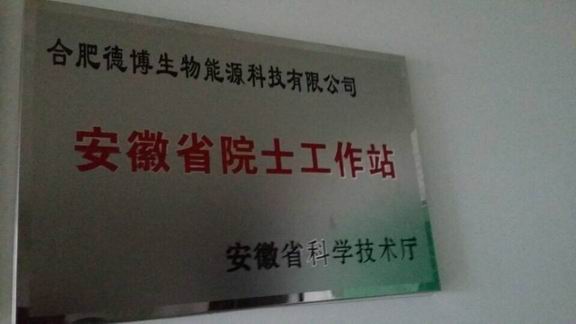 合肥德博生物能源科技有限公司
安徽省院士工作站
安徽省科学技术厅